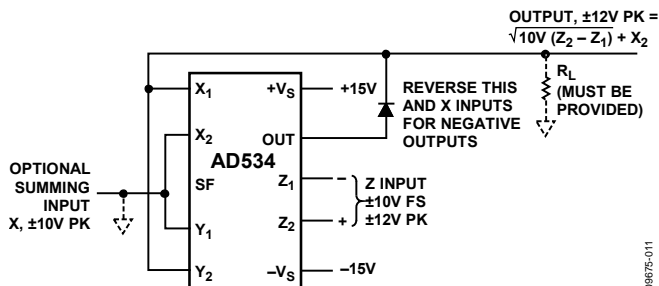 OUTPUT, ±12V PK =
√10V (Z2 – Z1) + X2
X1
+VS
+15V
REVERSE THIS
AND X INPUTS
FOR NEGATIVE
OUTPUTS
RL
(MUST BE
PROVIDED)
X2
OUT
AD534
OPTIONAL
SUMMING
INPUT
X, ±10V PK
SF
Z1
–
Z INPUT
±10V FS
±12V PK
Y1
Z2
+
Y2
–VS
–15V
09675-011